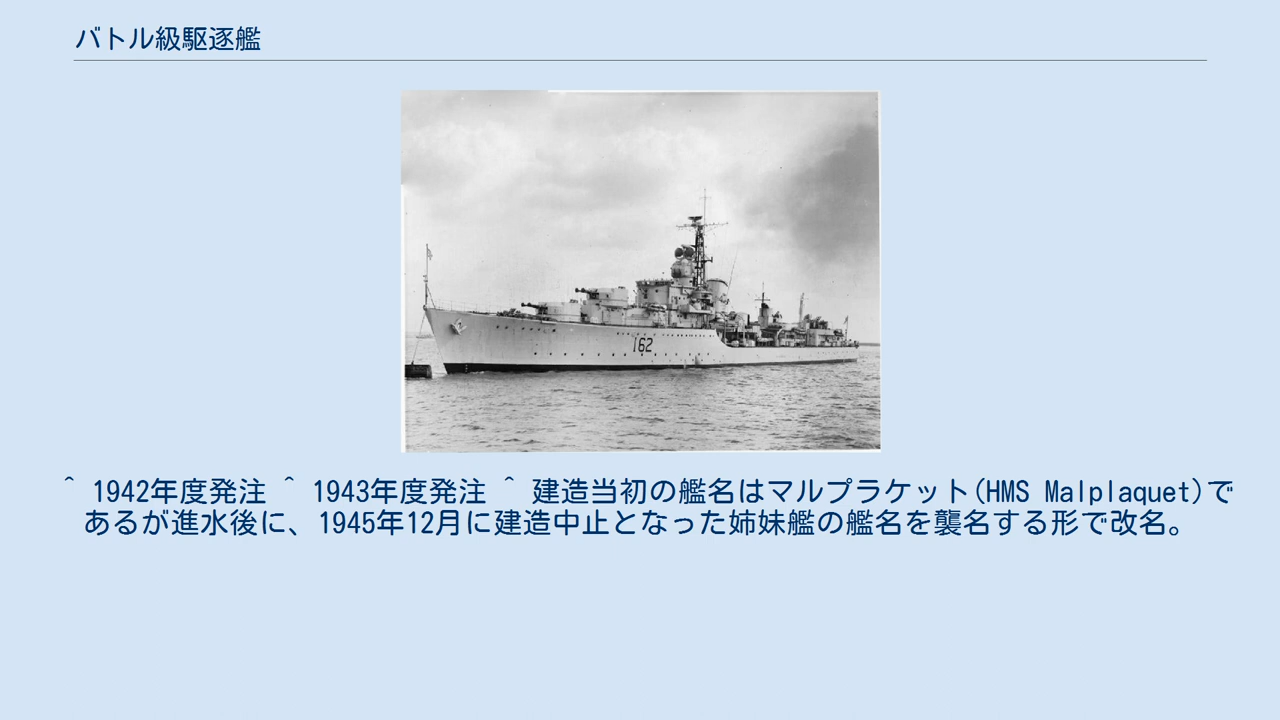 バトル級駆逐艦
I62
^ 1942年度発注 ^ 1943年度発注 ^ 建造当初の艦名はマルプラケット(HMS Malplaquet)で
あるが進水後に、1945年12月に建造中止となった姉妹艦の艦名を襲名する形で改名。